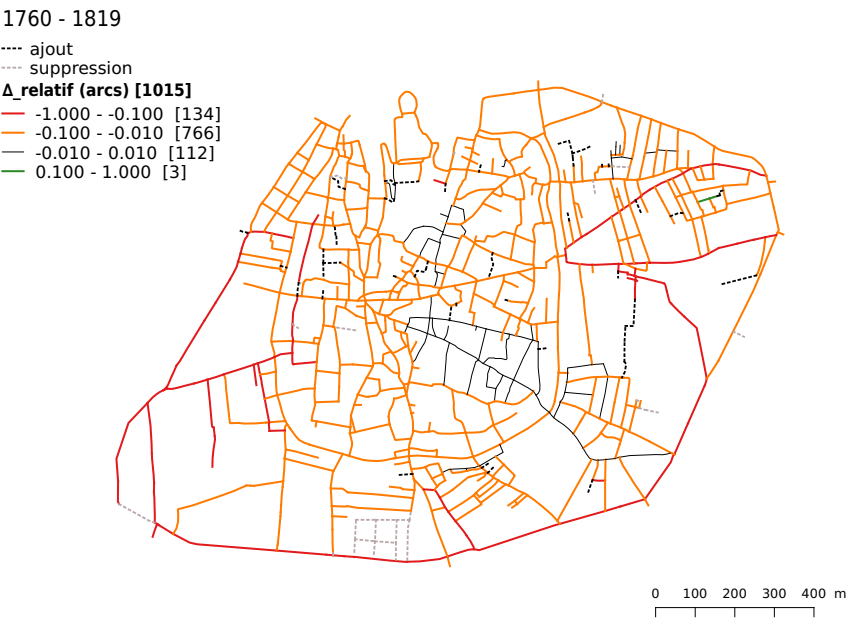 1760 - 1819
ajout
suppression
Δ_relatif (arcs) [1015]
-1.000 - -0.100 [134]
-0.100 - -0.010 [766]
-0.010 - 0.010 [112]
0.100 - 1.000 [3]
0 100 200 300 400 m